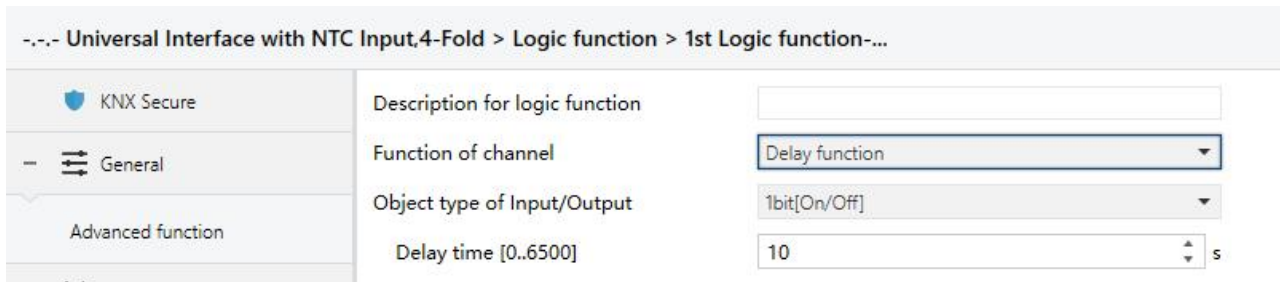 -.-.- Universal Interface with NTC Input,4-Fold > Logic function > 1st Logic function-...
KNX Secure
Description for logic function
General
Function of channel
Delay function
Object type of Input/Output
1bit[On/Off]
Advanced function
Delay time [0..6500]
10
s